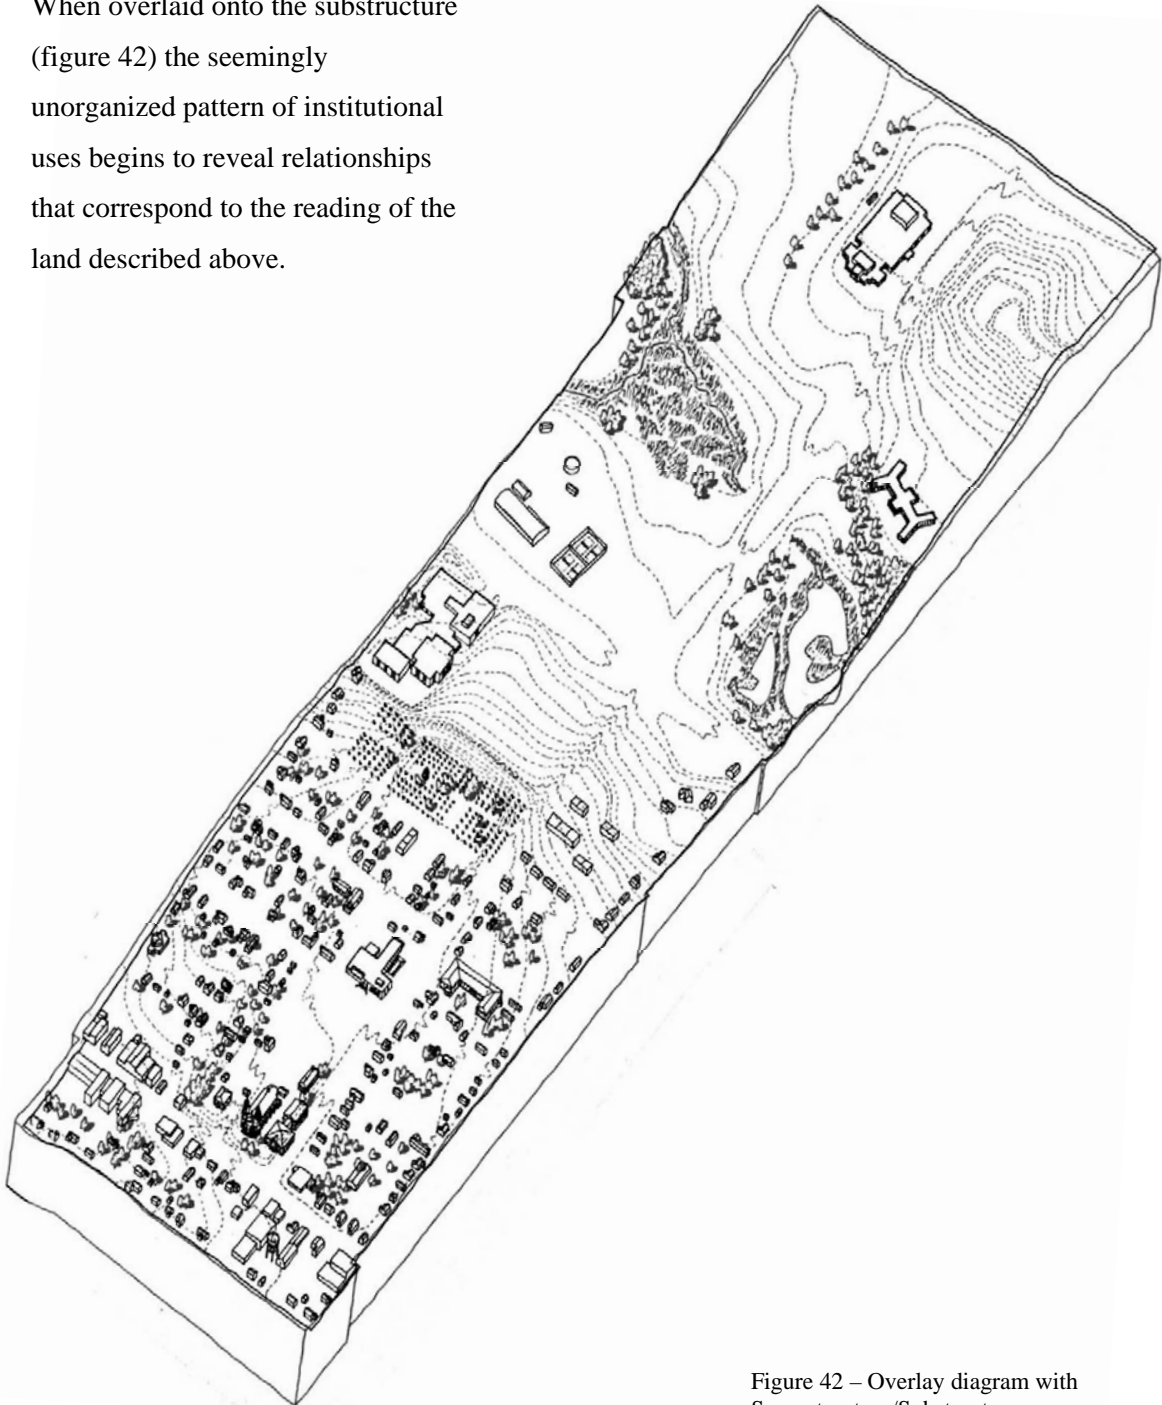 When overlaid onto the substructure
(figure 42) the seemingly
unorganized pattern of institutional
uses begins to reveal relationships
that correspond to the reading of the
land described above.
Figure 42 – Overlay diagram with